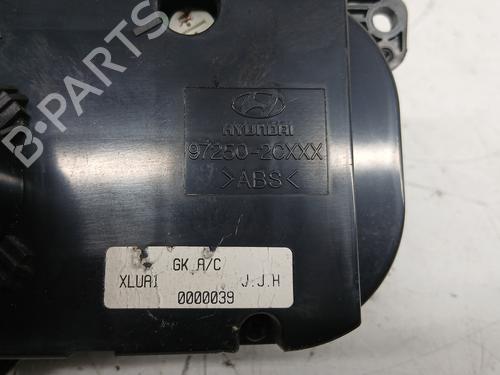 HYUNDAI
97250-2CXXX
>ABS<
GK A/C
XLUAI J.J.H
0000039
B-PARTS